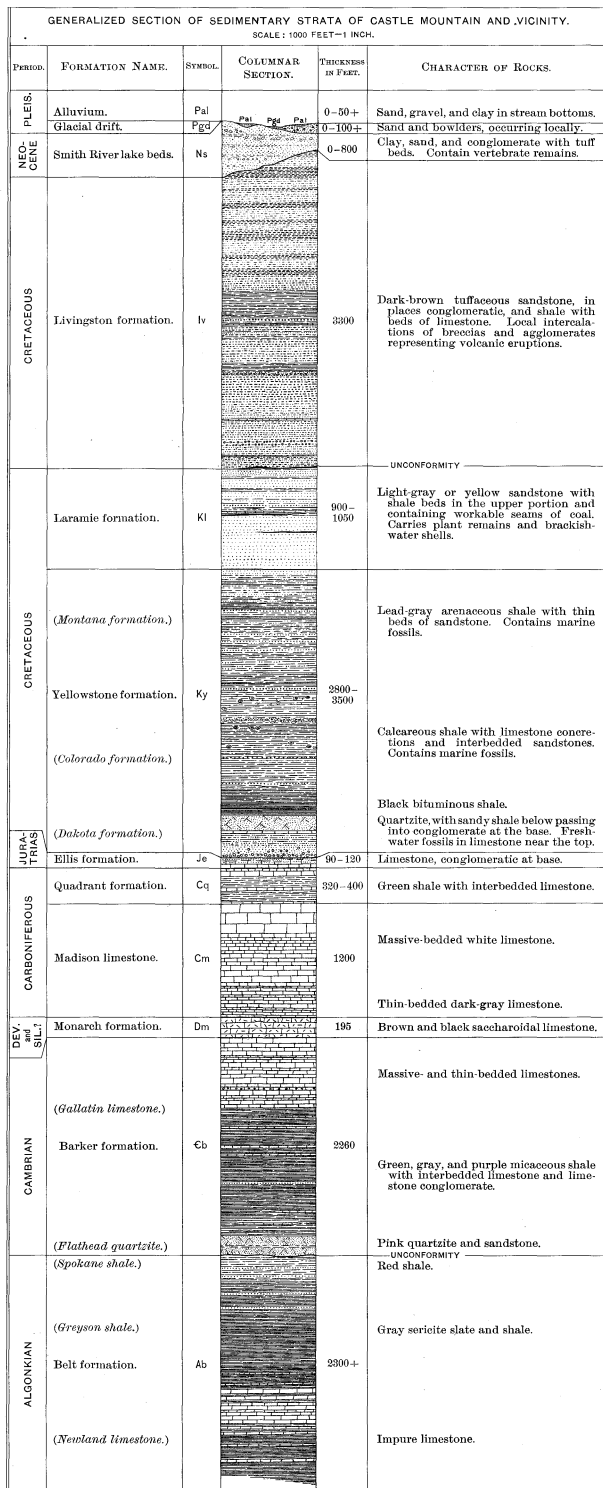 GENERALIZED SECTION OF SEDIMENTARY STRATA OF CASTLE MOUNTAIN AND VICINITY.
SCALE: 1000 FEET—1 INCH.
PERIOD.
FORMATION NAME.
SYMBOL.
COLUMNAR
SECTION.
THICKNESS
IN FEET.
CHARACTER OF ROCKS.
PLEIS.
Alluvium.
Pal
Pal Pgd Pal
0–50+
Sand, gravel, and clay in stream bottoms.
Glacial drift.
Pgd
0–100+
Sand and bowlders, occurring locally.
NEO-
CENE
Smith River lake beds.
Ns
0–800
Clay, sand, and conglomerate with tuff
beds. Contain vertebrate remains.
CRETACEOUS
Livingston formation.
lv
3300
Dark-brown tuffaceous sandstone, in
places conglomeratic, and shale with
beds of limestone. Local intercala-
tions of breccias and agglomerates
representing volcanic eruptions.
UNCONFORMITY
CRETACEOUS
Laramie formation.
Kl
900–
1050
Light-gray or yellow sandstone with
shale beds in the upper portion and
containing workable seams of coal.
Carries plant remains and brackish-
water shells.
(Montana formation.)
Lead-gray arenaceous shale with thin
beds of sandstone. Contains marine
fossils.
Yellowstone formation.
Ky
2800–
3500
Calcareous shale with limestone concre-
tions and interbedded sandstones.
Contains marine fossils.
(Colorado formation.)
Black bituminous shale.
(Dakota formation.)
Quartzite, with sandy shale below passing
into conglomerate at the base. Fresh-
water fossils in limestone near the top.
JURA-
TRIAS
Ellis formation.
Je
90–120
Limestone, conglomeratic at base.
CARBONIFEROUS
Quadrant formation.
Cq
320–400
Green shale with interbedded limestone.
Massive-bedded white limestone.
Madison limestone.
Cm
1200
Thin-bedded dark-gray limestone.
DEV.
and
SIL.?
Monarch formation.
Dm
195
Brown and black saccharoidal limestone.
CAMBRIAN
Massive- and thin-bedded limestones.
(Gallatin limestone.)
Barker formation.
Єb
2260
Green, gray, and purple micaceous shale
with interbedded limestone and lime-
stone conglomerate.
(Flathead quartzite.)
Pink quartzite and sandstone.
UNCONFORMITY
ALGONKIAN
(Spokane shale.)
Red shale.
(Greyson shale.)
Gray sericite slate and shale.
Belt formation.
Ab
2300+
(Newland limestone.)
Impure limestone.